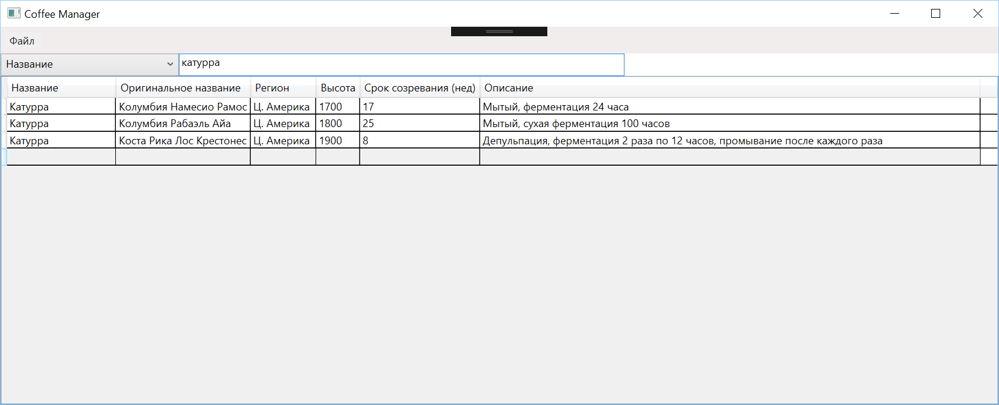 Coffee Manager
Файл
Название катурра
Название Оригинальное название Регион Высота Срок созревания (нед) Описание
Катурра Колумбия Намесио Рамос Ц. Америка 1700 17 Мытый, ферментация 24 часа
Катурра Колумбия Рабаэль Айа Ц. Америка 1800 25 Мытый, сухая ферментация 100 часов
Катурра Коста Рика Лос Крестонес Ц. Америка 1900 8 Депульпация, ферментация 2 раза по 12 часов, промывание после каждого раза